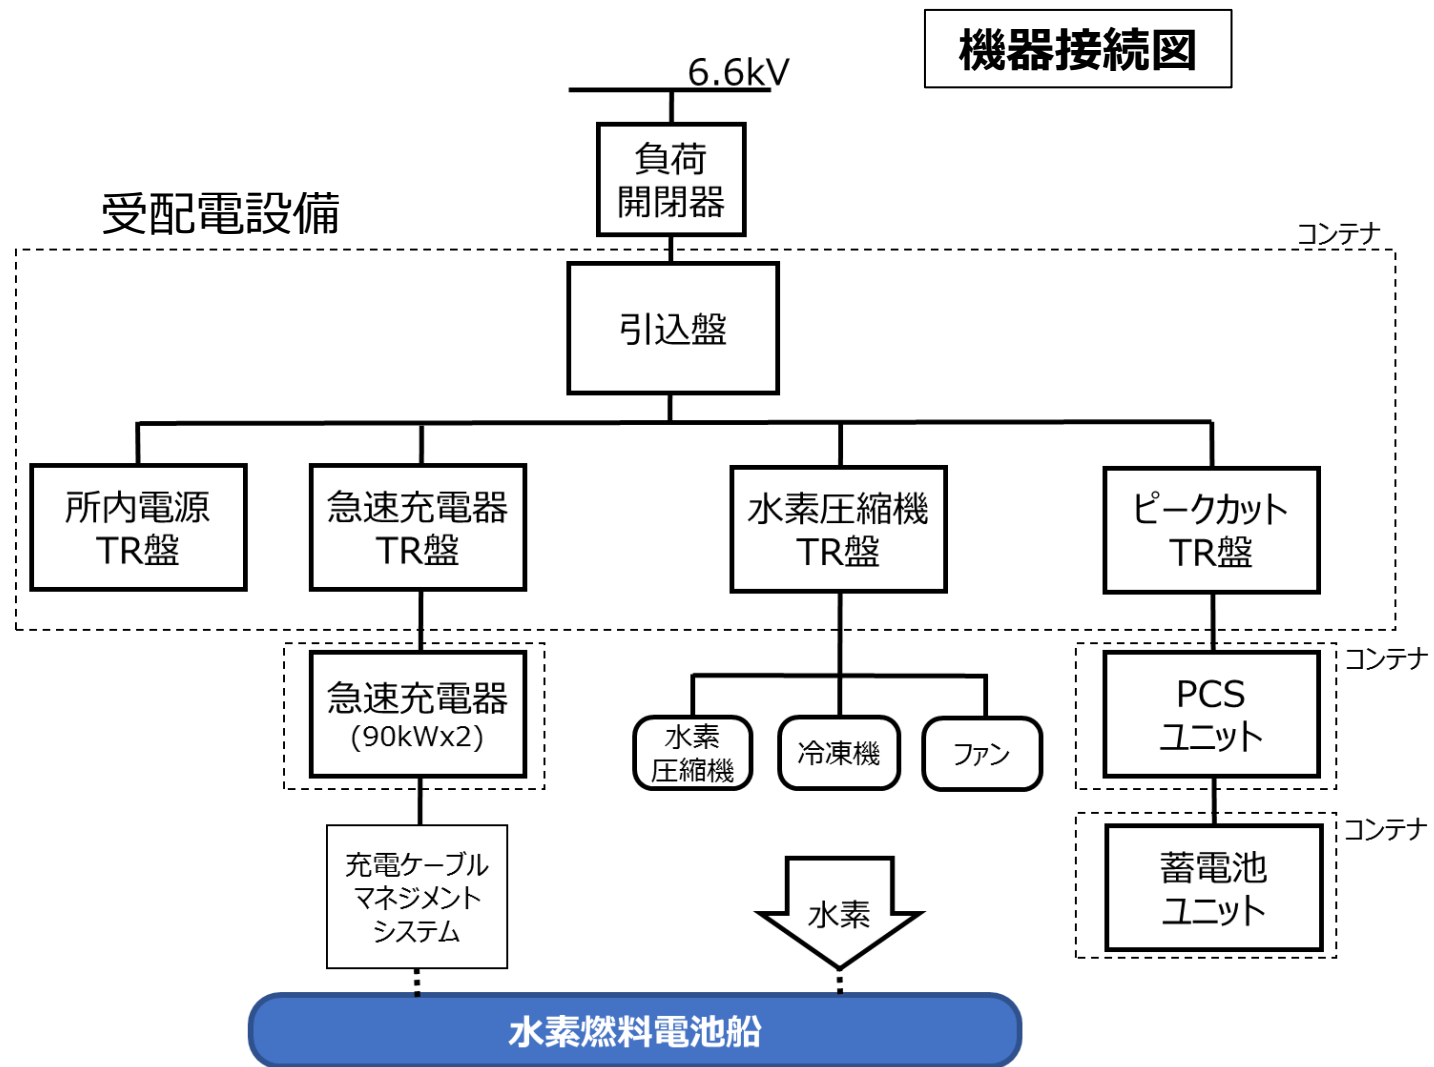 機器接続図
6.6kV
負荷
開閉器
受配電設備
コンテナ
引込盤
所内電源
TR盤
急速充電器
TR盤
水素圧縮機
TR盤
ピークカット
TR盤
急速充電器
(90kWx2)
水素
圧縮機
冷凍機
ファン
コンテナ
PCS
ユニット
充電ケーブル
マネジメント
システム
水素
コンテナ
蓄電池
ユニット
水素燃料電池船